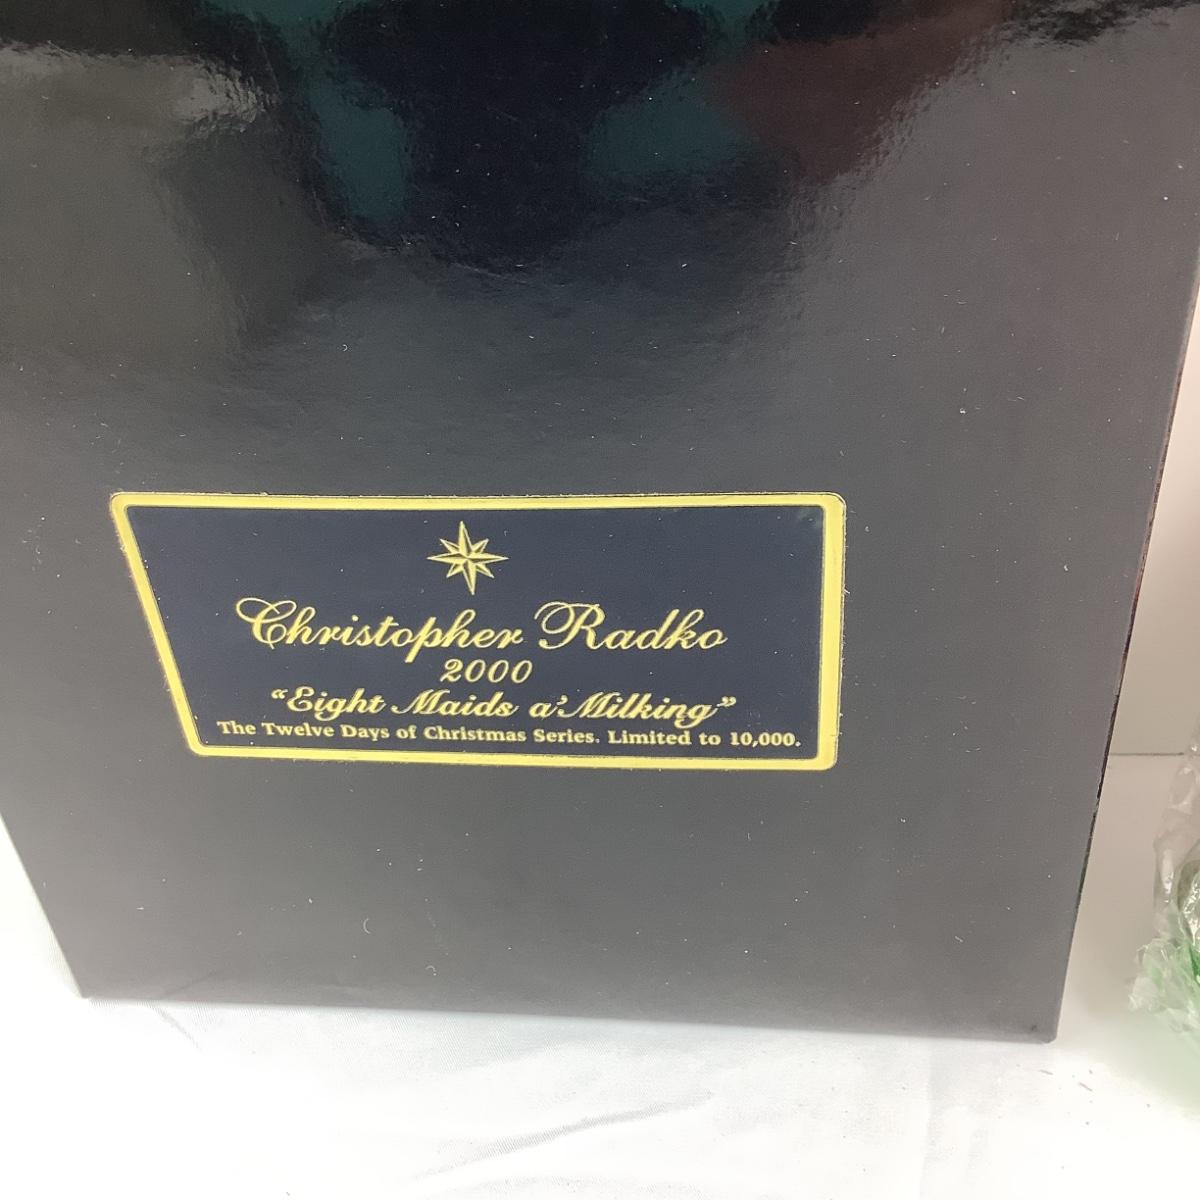 Christopher Radko
2000
"Eight Maids a'Milking"
The Twelve Days of Christmas Series. Limited to 10,000.